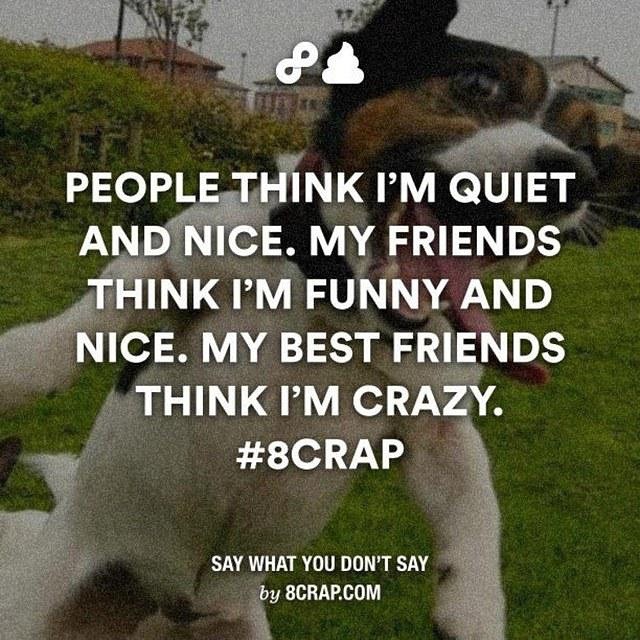 PEOPLE THINK I'M QUIET
AND NICE. MY FRIENDS
THINK I'M FUNNY AND
NICE. MY BEST FRIENDS
THINK I'M CRAZY.
#8CRAP
SAY WHAT YOU DON'T SAY
by 8CRAP.COM